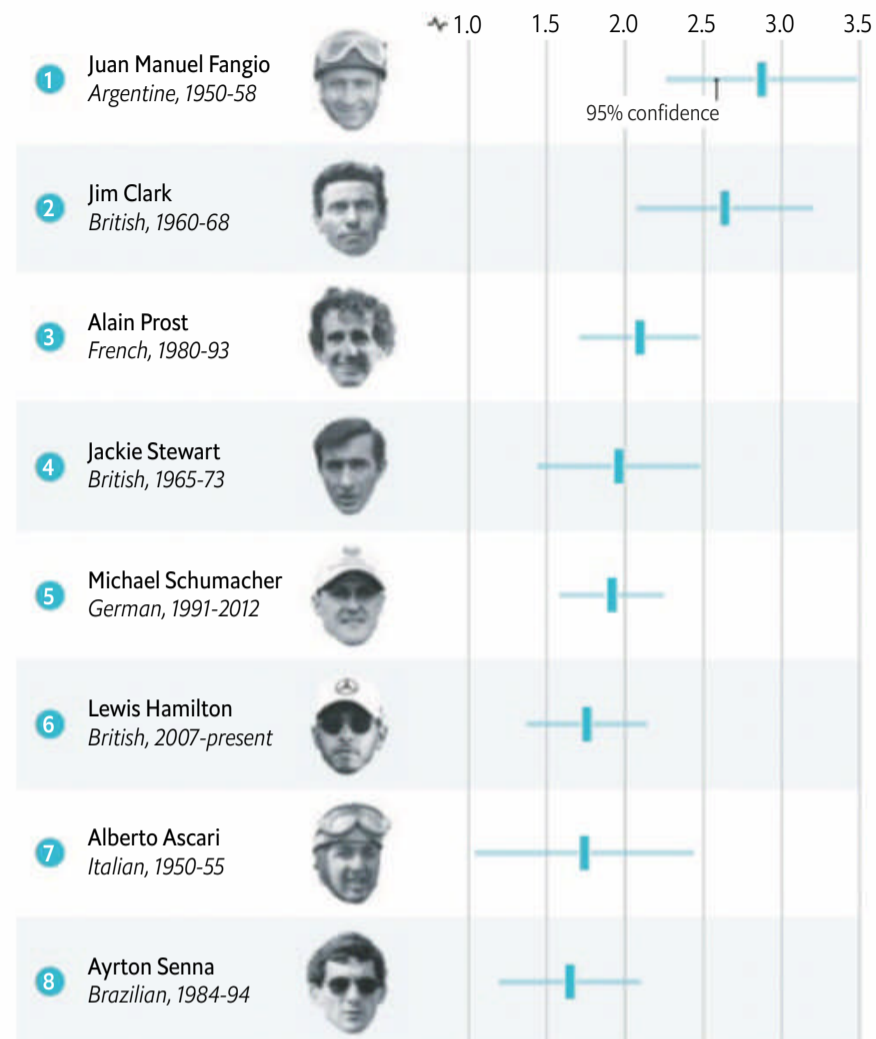 1.0 1.5 2.0 2.5 3.0 3.5
1
Juan Manuel Fangio
Argentine, 1950-58
95% confidence
2
Jim Clark
British, 1960-68
3
Alain Prost
French, 1980-93
4
Jackie Stewart
British, 1965-73
5
Michael Schumacher
German, 1991-2012
6
Lewis Hamilton
British, 2007-present
7
Alberto Ascari
Italian, 1950-55
8
Ayrton Senna
Brazilian, 1984-94